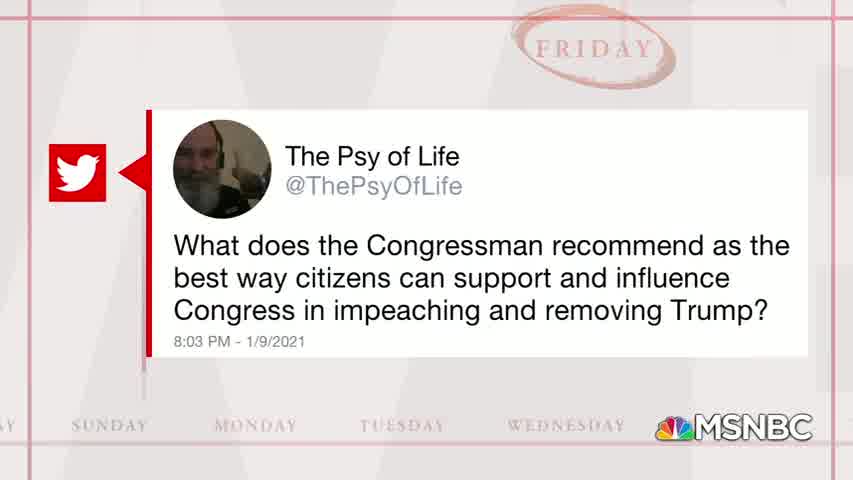 FRIDAY
The Psy of Life
@ThePsyOfLife
What does the Congressman recommend as the
best way citizens can support and influence
Congress in impeaching and removing Trump?
8:03 PM - 1/9/2021
AY SUNDAY MONDAY TUESDAY WEDNESDAY
MSNBC